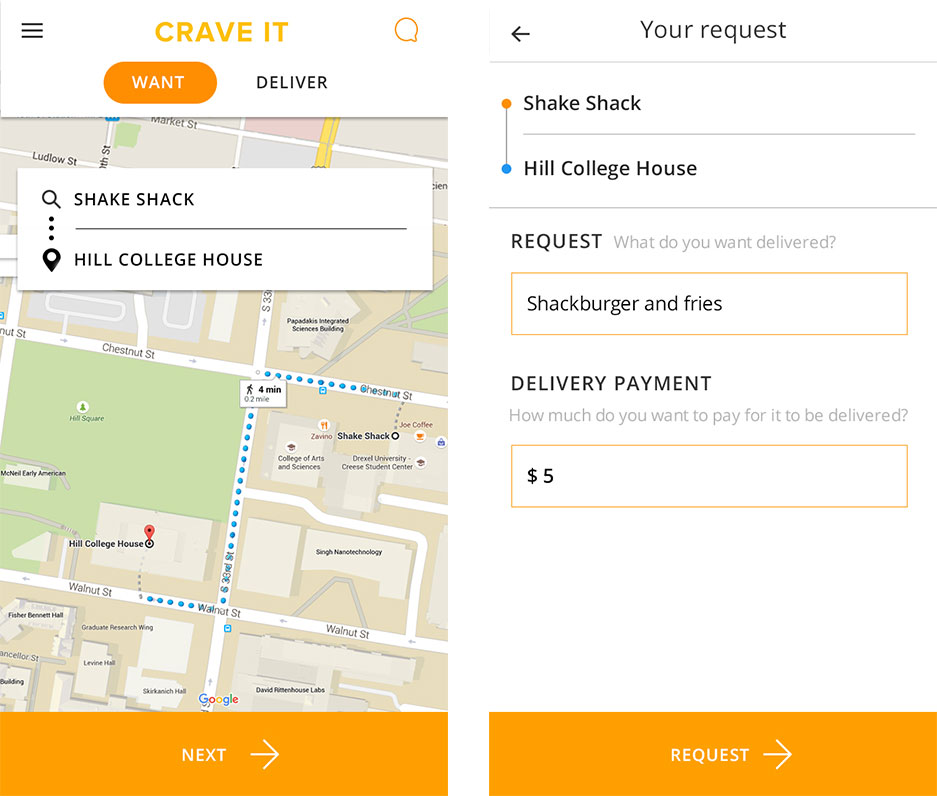 CRAVE IT
WANT
DELIVER
Market St
Ludlow St
SHAKE SHACK
HILL COLLEGE HOUSE
S 33
Papadakis Integrated
Sciences Building
Chestnut St
4 min
0.2 mile
Chestnut St
Hill Square
Zavino
Shake Shack
Joe Coffee
College of Arts
and Sciences
Drexel University -
Creese Student Center
McNeil Early American
Hill College House
Singh Nanotechnology
S 33rd St
Walnut St
Walnut St
Walnut St
Fisher Bennett Hall
Graduate Research Wing
Levine Hall
Skirkanich Hall
David Rittenhouse Labs
Building
Google
NEXT
Your request
Shake Shack
Hill College House
REQUEST What do you want delivered?
Shackburger and fries
DELIVERY PAYMENT
How much do you want to pay for it to be delivered?
$ 5
REQUEST